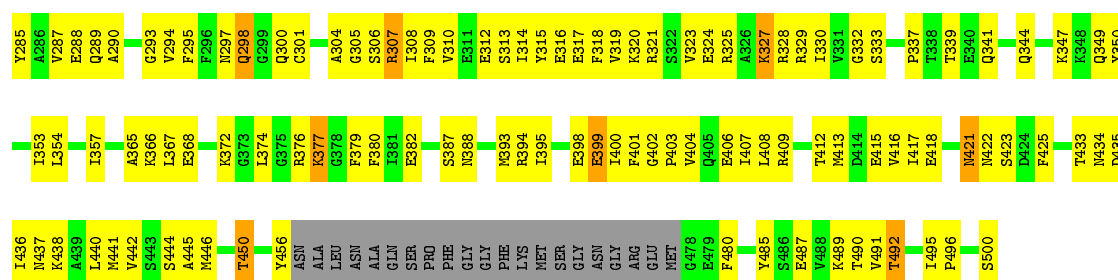 Y285 A286 V287 E288 Q289 A290 G293 V294 F295 F296 N297 Q298 G299 Q300 C301 A304 G305 S306 R307 I308 F309 V310 E311 E312 S313 I314 Y315 E316 E317 F318 V319 K320 R321 S322 V323 E324 R325 A326 K327 R328 R329 I330 V331 G332 S333 P337 T338 T339 E340 Q341 Q344 K347 K348 Q349 Y350
I353 L354 I357 A365 K366 L367 E368 K372 G373 L374 G375 R376 K377 G378 F379 F380 I381 E382 S387 N388 M393 R394 I395 E398 E399 I400 F401 G402 P403 V404 Q405 E406 I407 L408 R409 T412 M413 D414 E415 V416 I417 E418 N421 N422 S423 D424 F425 T433 N434 D435
I436 N437 K438 A439 L440 M441 V442 S443 S444 A445 M446 T450 Y456 ASN ALA LEU ASN ALA GLN SER PRO PHE GLY GLY PHE LYS MET SER GLY ASN GLY ARG GLU MET G478 E479 F480 Y485 S486 E487 V488 K489 T490 V491 T492 I495 P496 S500